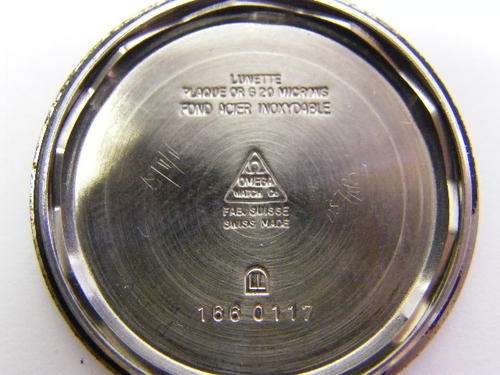 LUNETTE
PLAQUE OR G 20 MICRONS
FOND ACIER INOXYDABLE
Ω
OMEGA
WATCH Co
FAB. SUISSE
SWISS MADE
166 0117